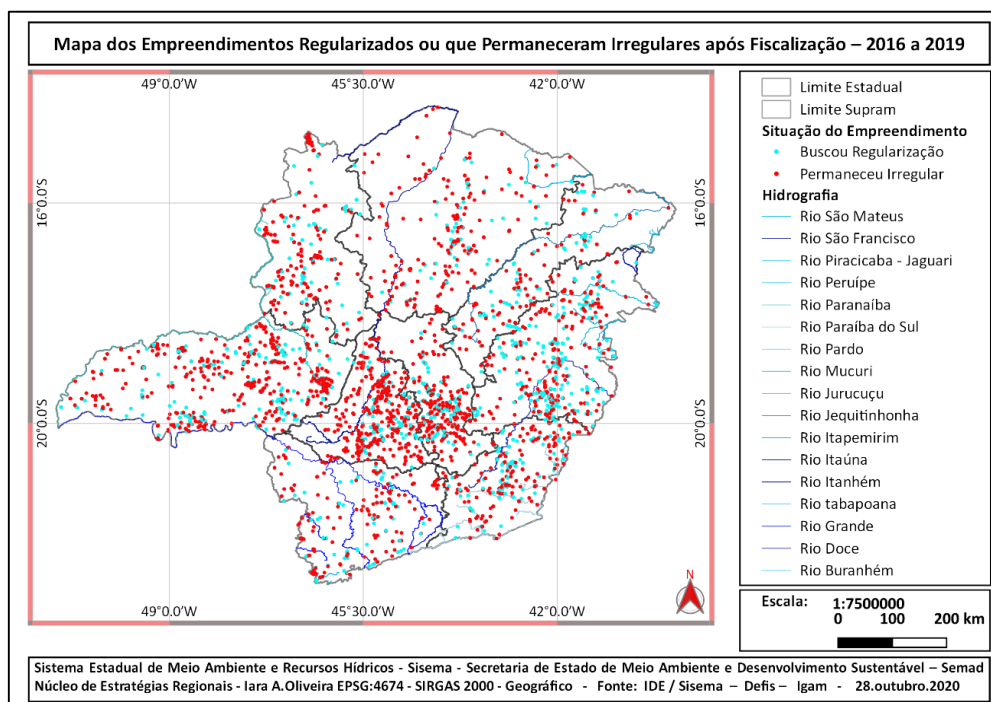 Mapa dos Empreendimentos Regularizados ou que Permaneceram Irregulares após Fiscalização – 2016 a 2019
49°0.0'W 45°30.0'W 42°0.0'W
16°0.0'S 16°0.0'S
20°0.0'S 20°0.0'S
49°0.0'W 45°30.0'W 42°0.0'W
N
Limite Estadual
Limite Supram
Situação do Empreendimento
Buscou Regularização
Permaneceu Irregular
Hidrografia
Rio São Mateus
Rio São Francisco
Rio Piracicaba - Jaguari
Rio Peruípe
Rio Paranaíba
Rio Paraíba do Sul
Rio Pardo
Rio Mucuri
Rio Jurucuçu
Rio Jequitinhonha
Rio Itapemirim
Rio Itaúna
Rio Itanhém
Rio tabapoana
Rio Grande
Rio Doce
Rio Buranhém
Escala: 1:7500000
0 100 200 km
Sistema Estadual de Meio Ambiente e Recursos Hídricos - Sisema - Secretaria de Estado de Meio Ambiente e Desenvolvimento Sustentável – Semad
Núcleo de Estratégias Regionais - Iara A.Oliveira EPSG:4674 - SIRGAS 2000 - Geográfico - Fonte: IDE / Sisema – Defis – Igam - 28.outubro.2020